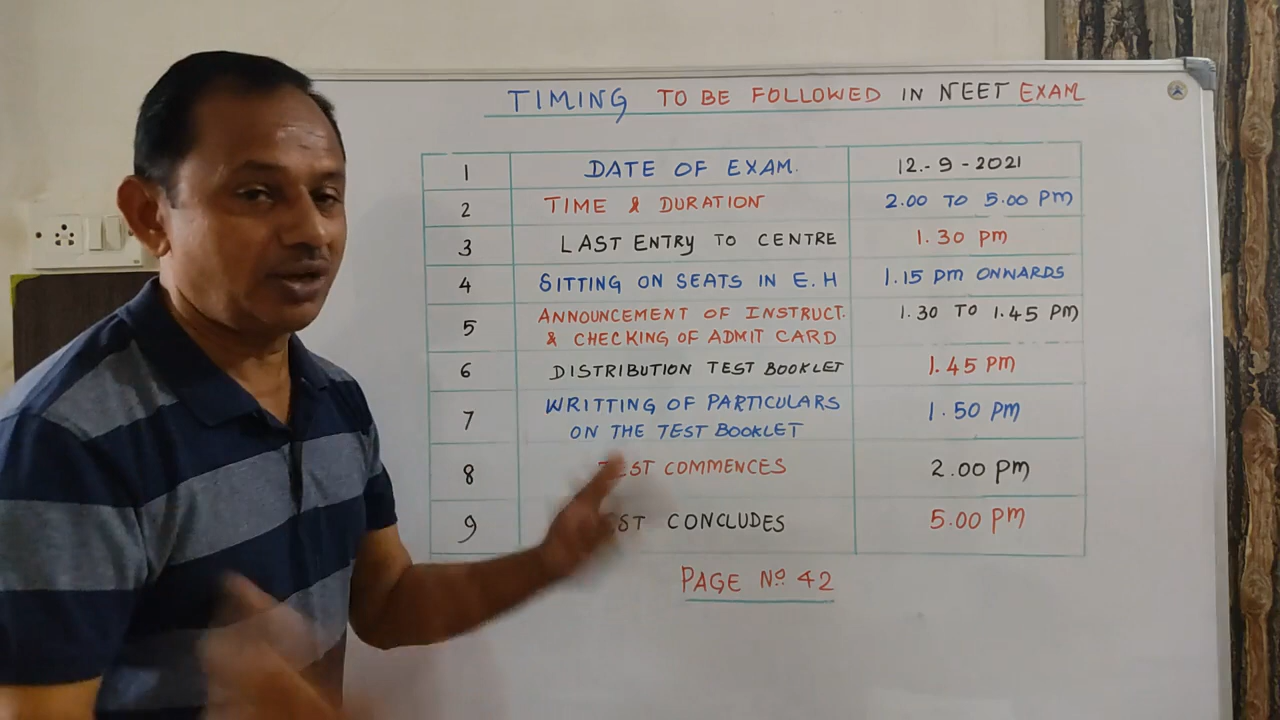 TIMING TO BE FOLLOWED IN NEET EXAM
1 DATE OF EXAM. 12.-9-2021
2 TIME & DURATION 2.00 TO 5.00 PM
3 LAST ENTRY TO CENTRE 1.30 pm
4 SITTING ON SEATS IN E.H 1.15 pm ONWARDS
5 ANNOUNCEMENT OF INSTRUCT. 1.30 TO 1.45 PM
& CHECKING OF ADMIT CARD
6 DISTRIBUTION TEST BOOKLET 1.45 PM
7 WRITTING OF PARTICULARS 1.50 PM
ON THE TEST BOOKLET
8 TEST COMMENCES 2.00 PM
9 CONCLUDES 5.00 PM
PAGE No. 42